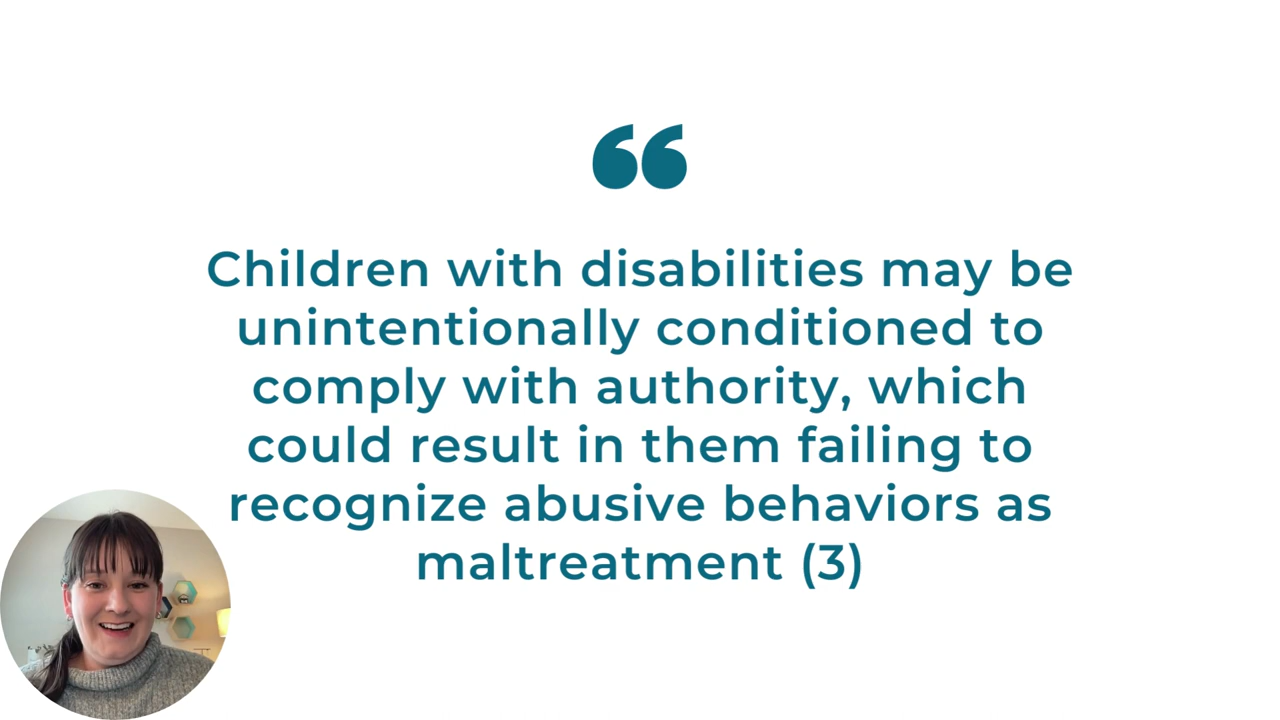 “
Children with disabilities may be
unintentionally conditioned to
comply with authority, which
could result in them failing to
recognize abusive behaviors as
maltreatment (3)